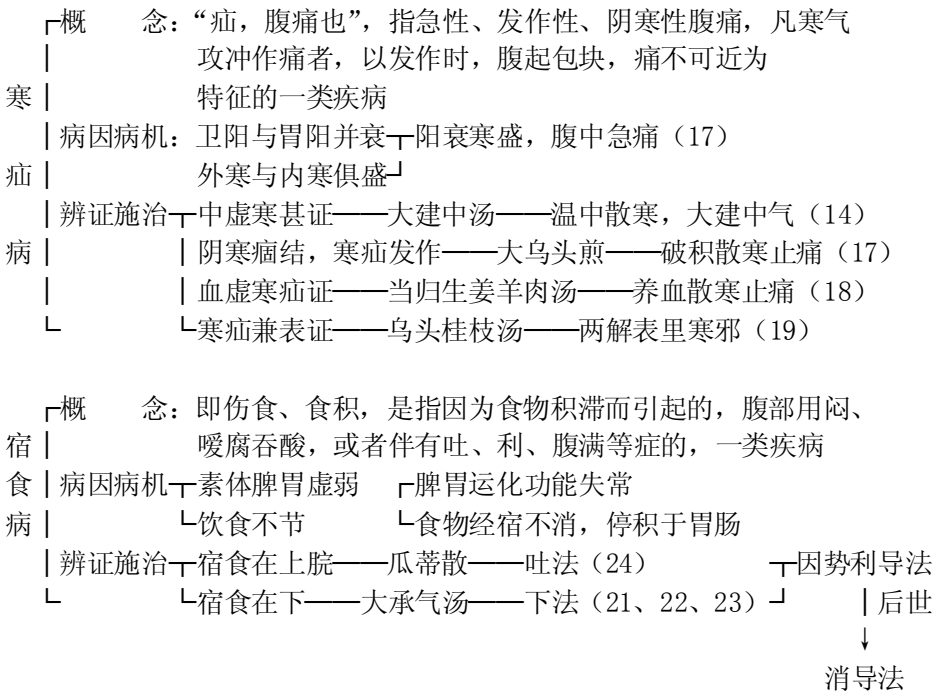 ┌概　　念：“疝，腹痛也”，指急性、发作性、阴寒性腹痛，凡寒气
│　　　　　攻冲作痛者，以发作时，腹起包块，痛不可近为
寒│　　　　　特征的一类疾病
│病因病机：卫阳与胃阳并衰┬阳衰寒盛，腹中急痛（17）
疝│　　　　　外寒与内寒俱盛┘
│辨证施治┬中虚寒甚证——大建中汤——温中散寒，大建中气（14）
病│　　　　│阴寒痼结，寒疝发作——大乌头煎——破积散寒止痛（17）
│　　　　│血虚寒疝证——当归生姜羊肉汤——养血散寒止痛（18）
└　　　　└寒疝兼表证——乌头桂枝汤——两解表里寒邪（19）
┌概　　念：即伤食、食积，是指因为食物积滞而引起的，腹部用闷、
宿│　　　　　嗳腐吞酸，或者伴有吐、利、腹满等症的，一类疾病
食│病因病机┬素体脾胃虚弱　┌脾胃运化功能失常
病│　　　　└饮食不节　　　└食物经宿不消，停积于胃肠
│辨证施治┬宿食在上脘——瓜蒂散——吐法（24）　　　　┬因势利导法
└　　　　└宿食在下——大承气汤——下法（21、22、23）┘　　│后世
↓
消导法